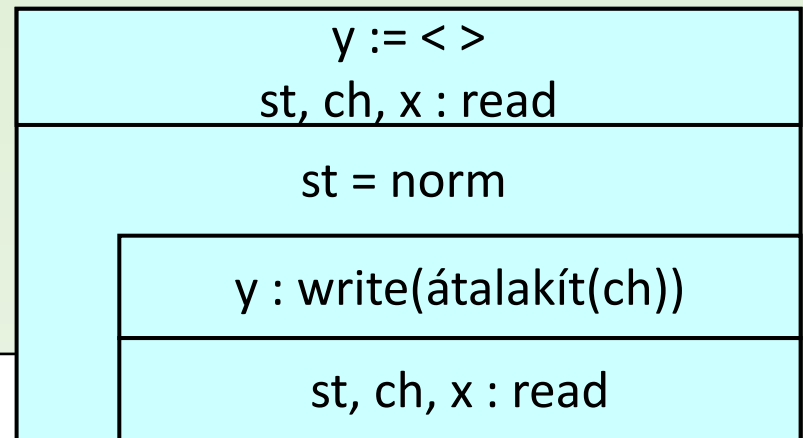 y := < >
st, ch, x : read
st = norm
y : write(átalakít(ch))
st, ch, x : read